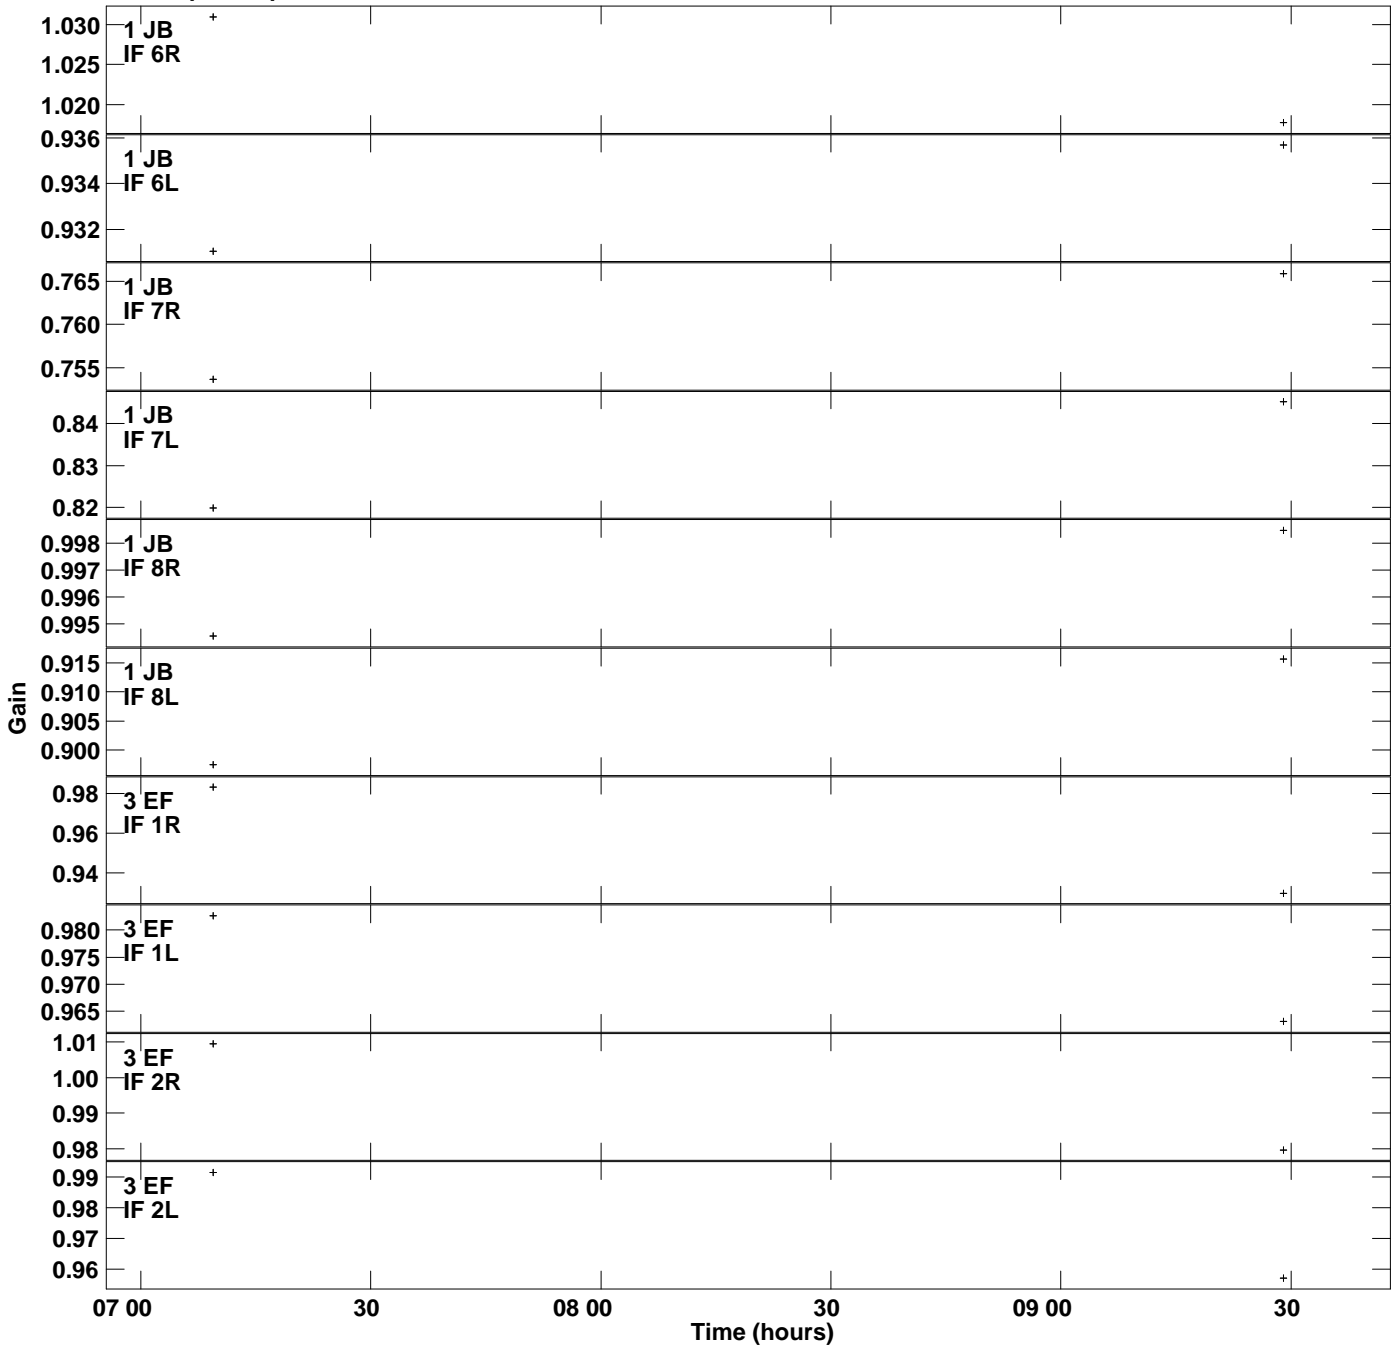 1.030
1 JB
IF 6R
1.025
1.020
0.936
1 JB
0.934
IF 6L
0.932
0.765
1 JB
IF 7R
0.760
0.755
1 JB
0.84
IF 7L
0.83
0.82
0.998
1 JB
0.997
IF 8R
0.996
0.995
0.915
1 JB
0.910
IF 8L
0.905
0.900
Gain
0.98
3 EF
IF 1R
0.96
0.94
0.980
3 EF
IF 1L
0.975
0.970
0.965
1.01
3 EF
1.00
IF 2R
0.99
0.98
0.99
3 EF
0.98
IF 2L
0.97
0.96
07 00 30 08 00 30 09 00 30
Time (hours)